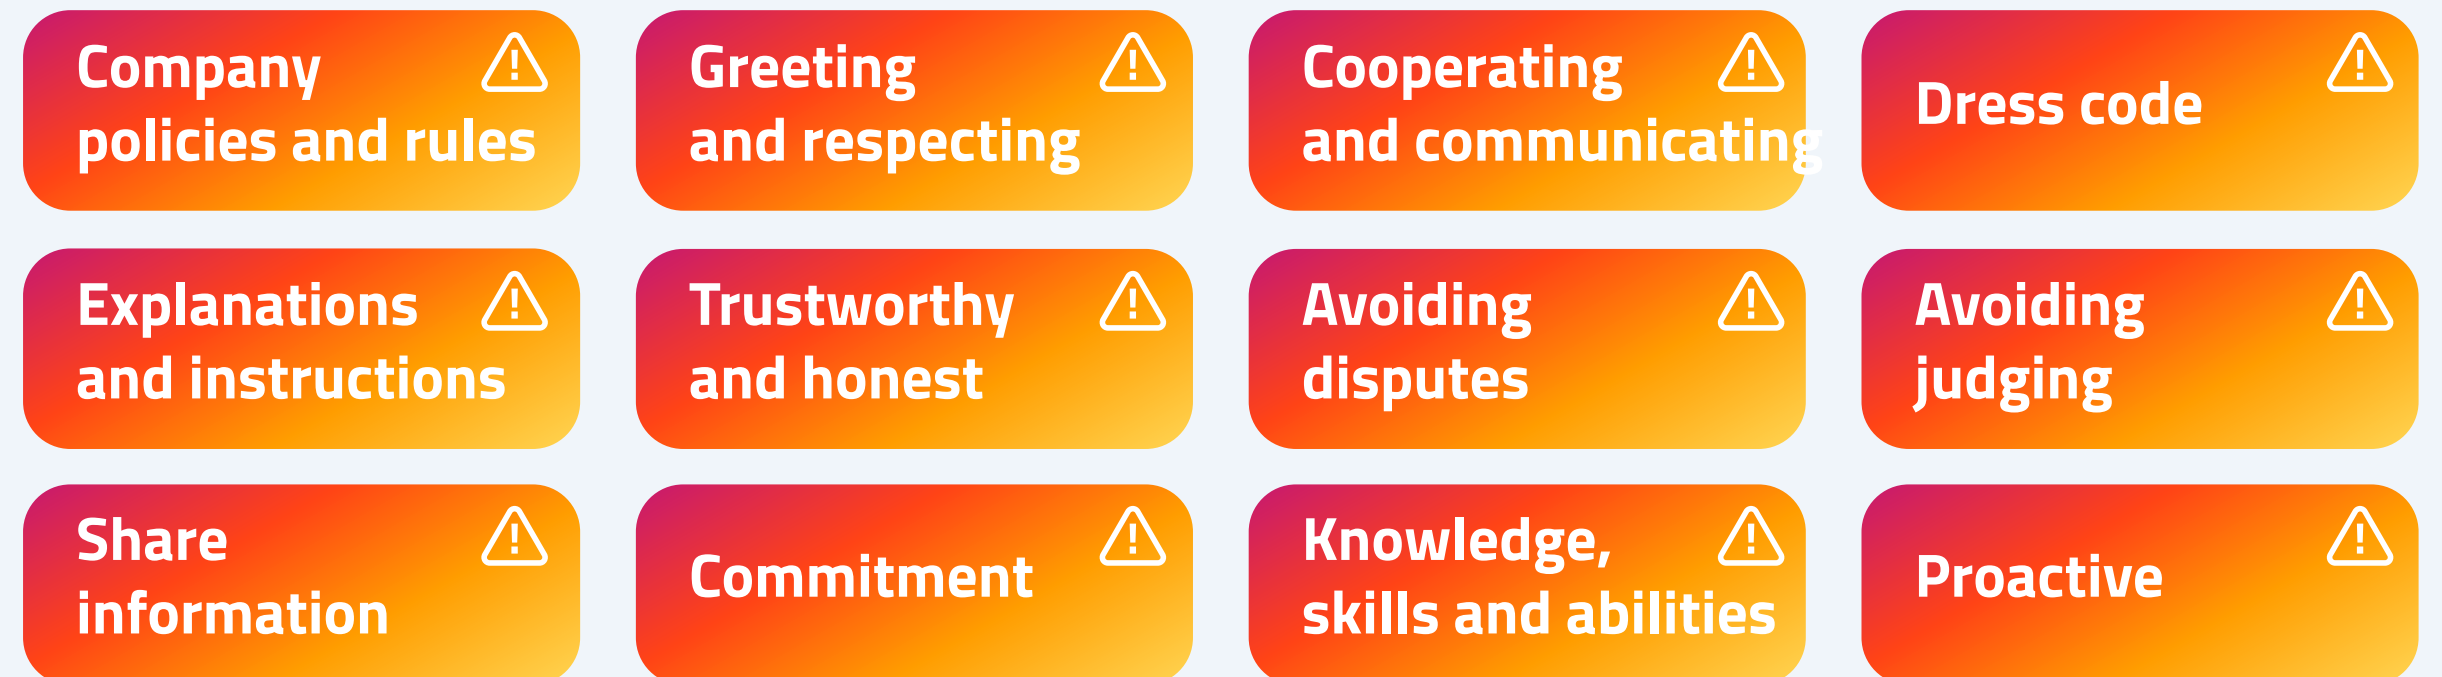 Company
policies and rules
Greeting
and respecting
Cooperating
and communicating
Dress code
Explanations
and instructions
Trustworthy
and honest
Avoiding
disputes
Avoiding
judging
Share
information
Commitment
Knowledge,
skills and abilities
Proactive